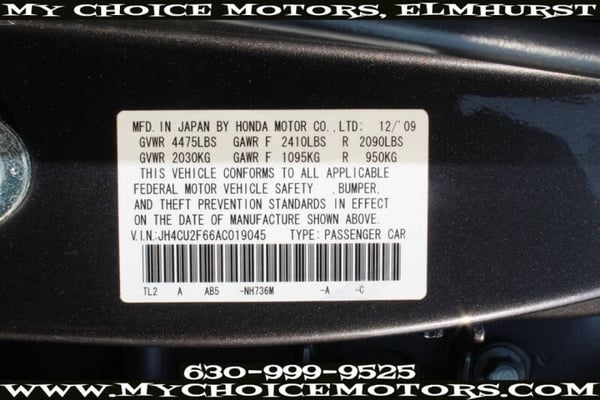 My Choice Motors, Elmhurst
MFD. IN JAPAN BY HONDA MOTOR CO., LTD: 12/'09
GVWR 4475LBS GAWR F 2410LBS R 2090LBS
GVWR 2030KG GAWR F 1095KG R 950KG
THIS VEHICLE CONFORMS TO ALL APPLICABLE
FEDERAL MOTOR VEHICLE SAFETY ,BUMPER,
AND THEFT PREVENTION STANDARDS IN EFFECT
ON THE DATE OF MANUFACTURE SHOWN ABOVE.
V.I.N:JH4CU2F66AC019045 TYPE: PASSENGER CAR
TL2 A AB5 -NH736M -A -C
630-999-9525
www.MyChoiceMotors.com